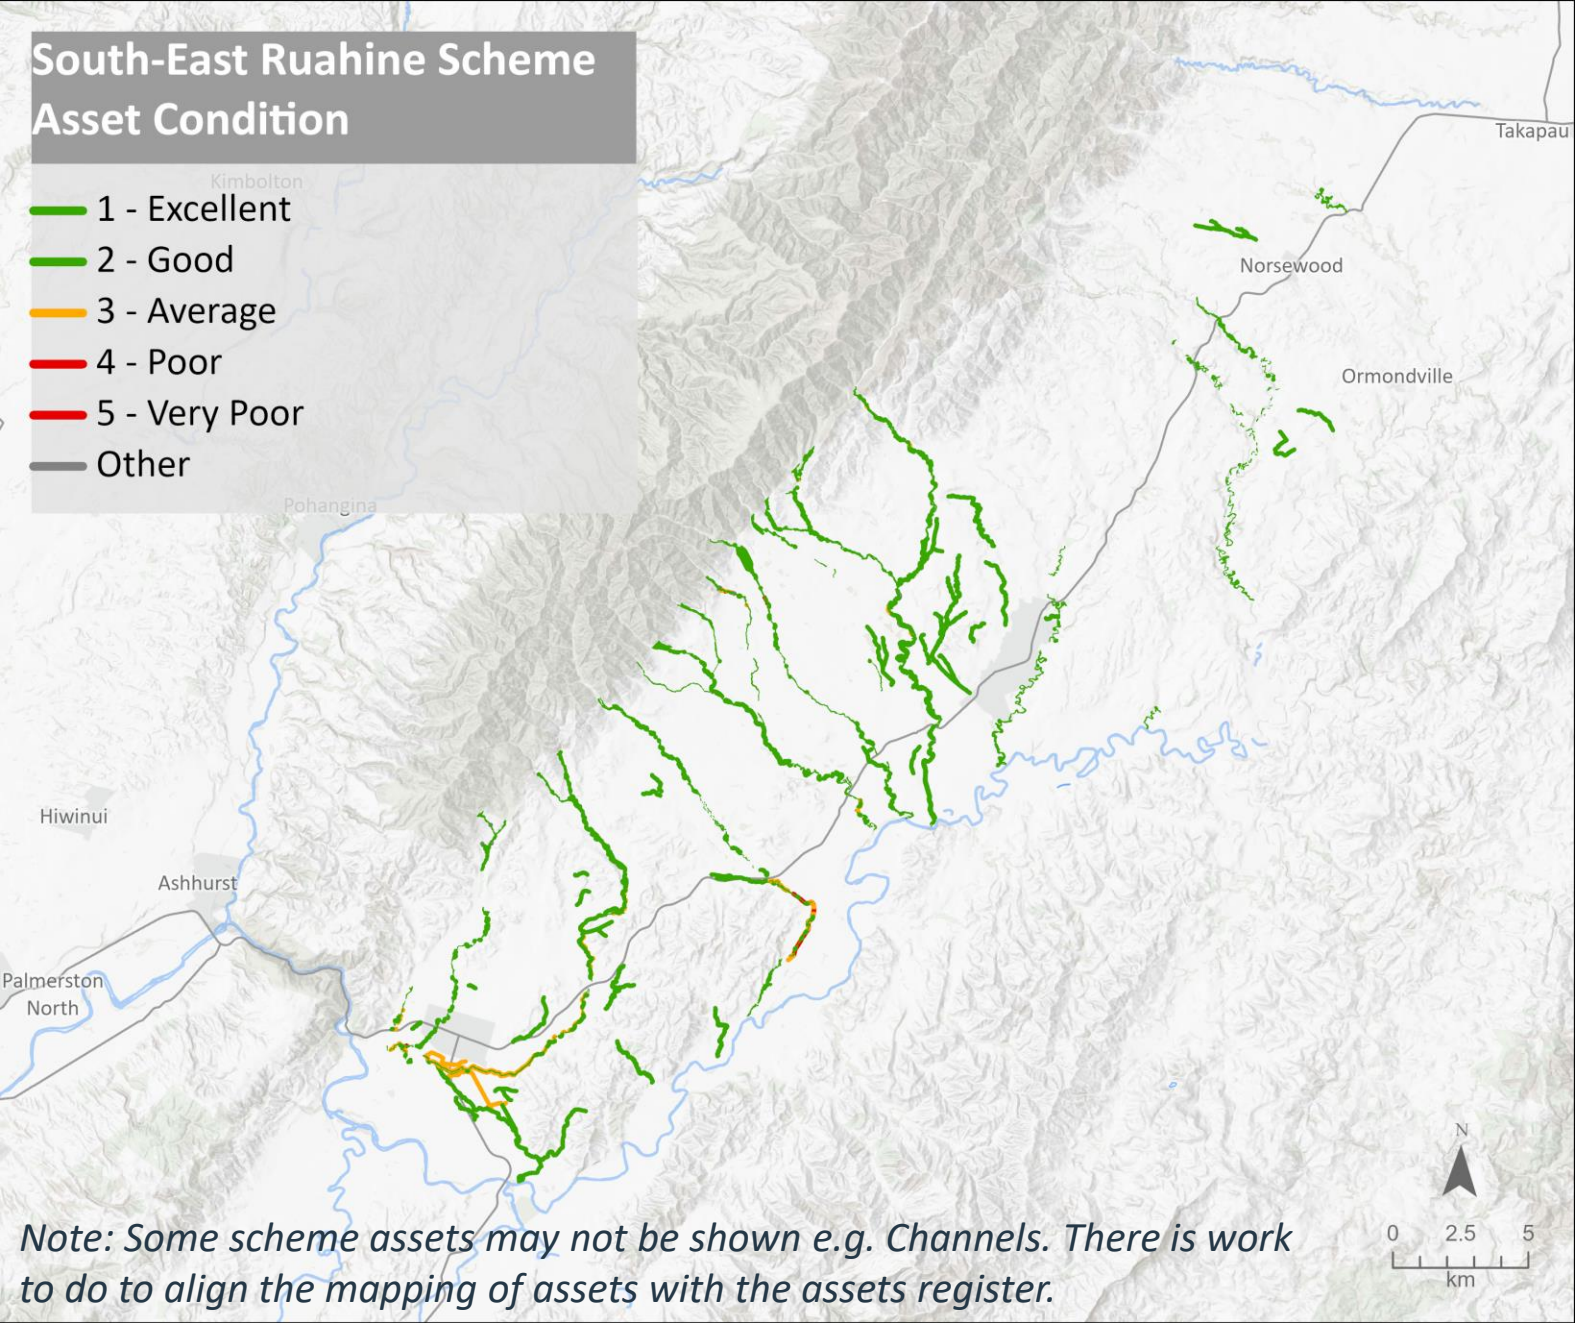 South-East Ruahine Scheme
Asset Condition
Kimbolton
1 - Excellent
2 - Good
3 - Average
4 - Poor
5 - Very Poor
Other
Pohangina
Takapau
Norsewood
Ormondville
Hiwinui
Ashhurst
Palmerston
North
N
0 2.5 5
km
Note: Some scheme assets may not be shown e.g. Channels. There is work
to do to align the mapping of assets with the assets register.